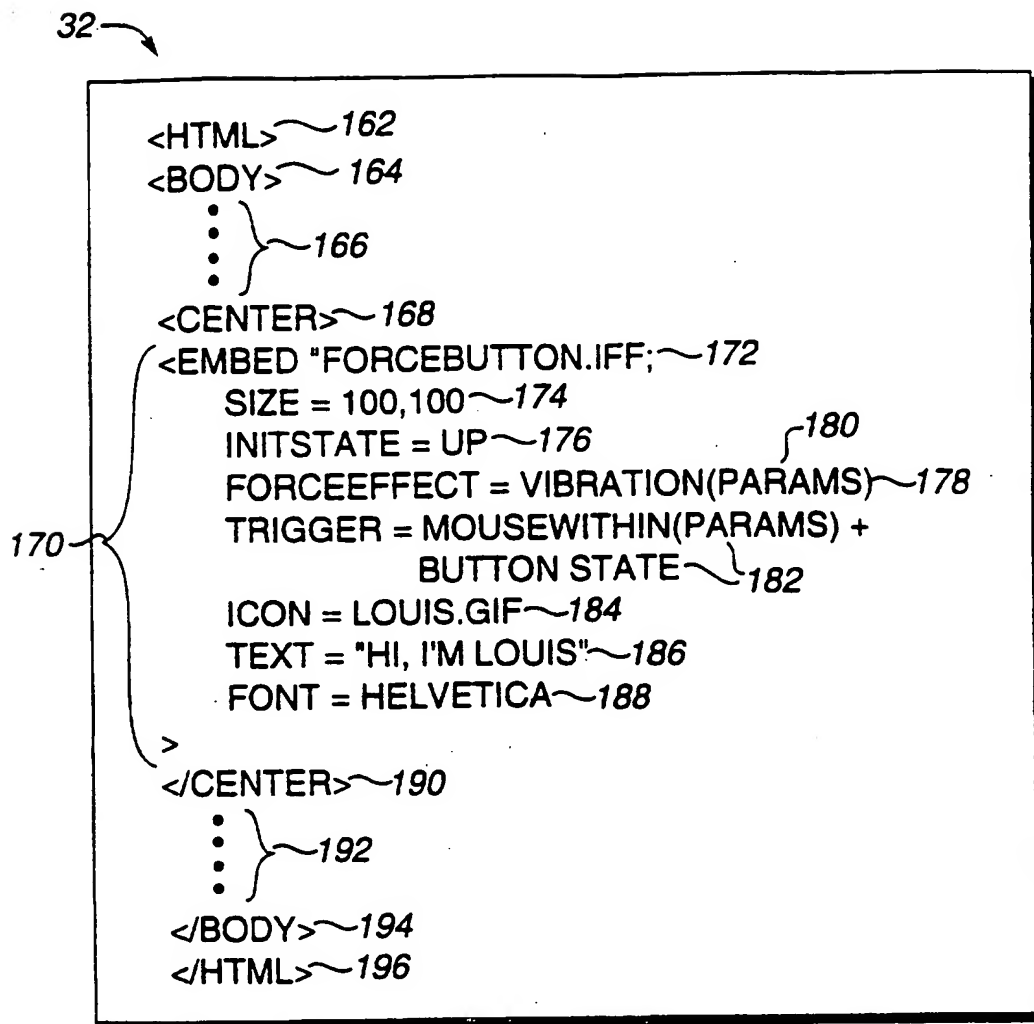 32
<HTML> 162
<BODY> 164
166
<CENTER> 168
<EMBED "FORCEBUTTON.IFF; 172
SIZE = 100,100 174
INITSTATE = UP 176
180
FORCEEFFECT = VIBRATION(PARAMS) 178
170 TRIGGER = MOUSEWITHIN(PARAMS) +
BUTTON STATE 182
ICON = LOUIS.GIF 184
TEXT = "HI, I'M LOUIS" 186
FONT = HELVETICA 188
>
</CENTER> 190
192
</BODY> 194
</HTML> 196